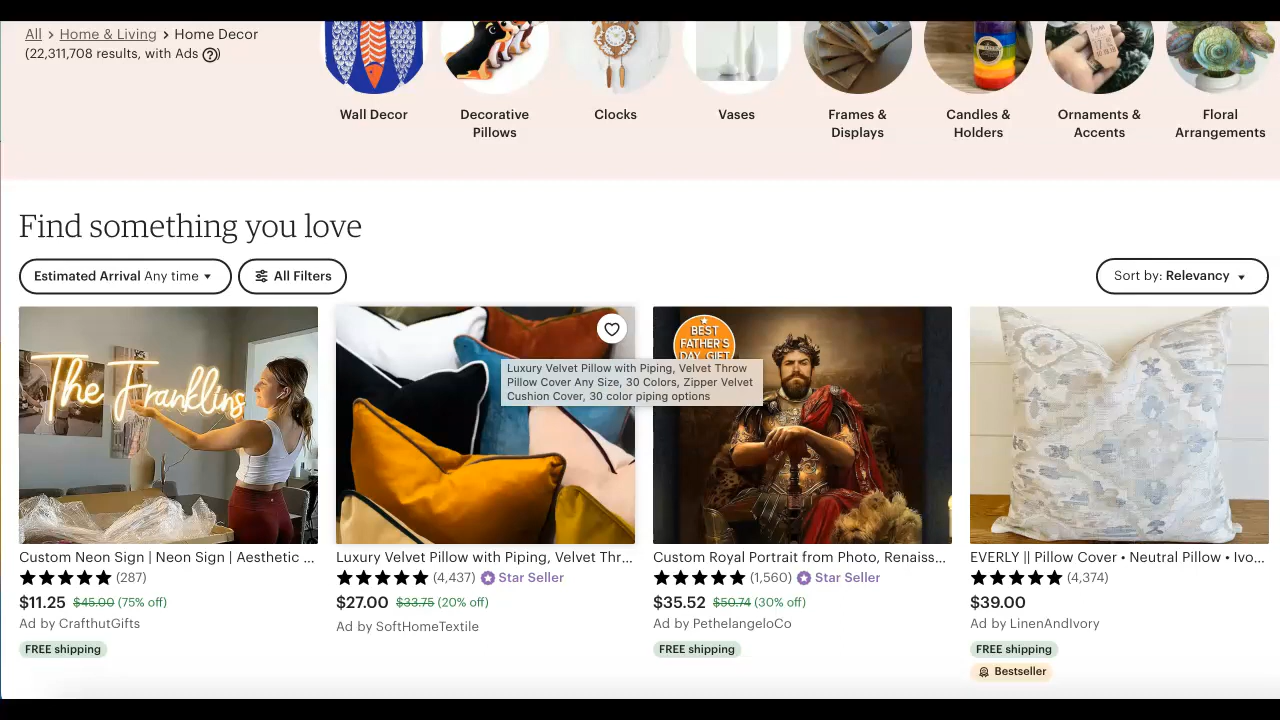 All > Home & Living > Home Decor
(22,311,708 results, with Ads ?)
Wall Decor
Decorative
Pillows
Clocks
Vases
Frames &
Displays
Candles &
Holders
Ornaments &
Accents
Floral
Arrangements
Find something you love
Estimated Arrival Any time
All Filters
Sort by: Relevancy
The Franklins
Custom Neon Sign | Neon Sign | Aesthetic ...
(287)
$11.25 $45.00 (75% off)
Ad by CrafthutGifts
FREE shipping
Luxury Velvet Pillow with Piping, Velvet Throw
Pillow Cover Any Size, 30 Colors, Zipper Velvet
Cushion Cover, 30 color piping options
Luxury Velvet Pillow with Piping, Velvet Thr...
(4,437) Star Seller
$27.00 $33.75 (20% off)
Ad by SoftHomeTextile
BEST
FATHER'S
DAY GIFT
Custom Royal Portrait from Photo, Renaiss...
(1,560) Star Seller
$35.52 $50.74 (30% off)
Ad by PethelangeloCo
FREE shipping
EVERLY || Pillow Cover • Neutral Pillow • Ivo...
(4,374)
$39.00
Ad by LinenAndIvory
FREE shipping
Bestseller